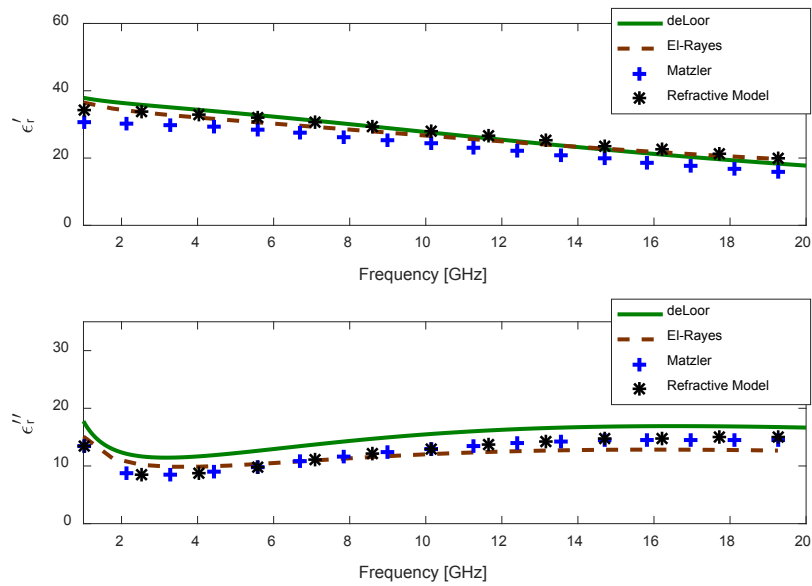 60
40
20
0
ϵ′r
2 4 6 8 10 12 14 16 18 20
Frequency [GHz]
deLoor
El-Rayes
Matzler
Refractive Model
30
20
10
0
ϵ′′r
2 4 6 8 10 12 14 16 18 20
Frequency [GHz]
deLoor
El-Rayes
Matzler
Refractive Model